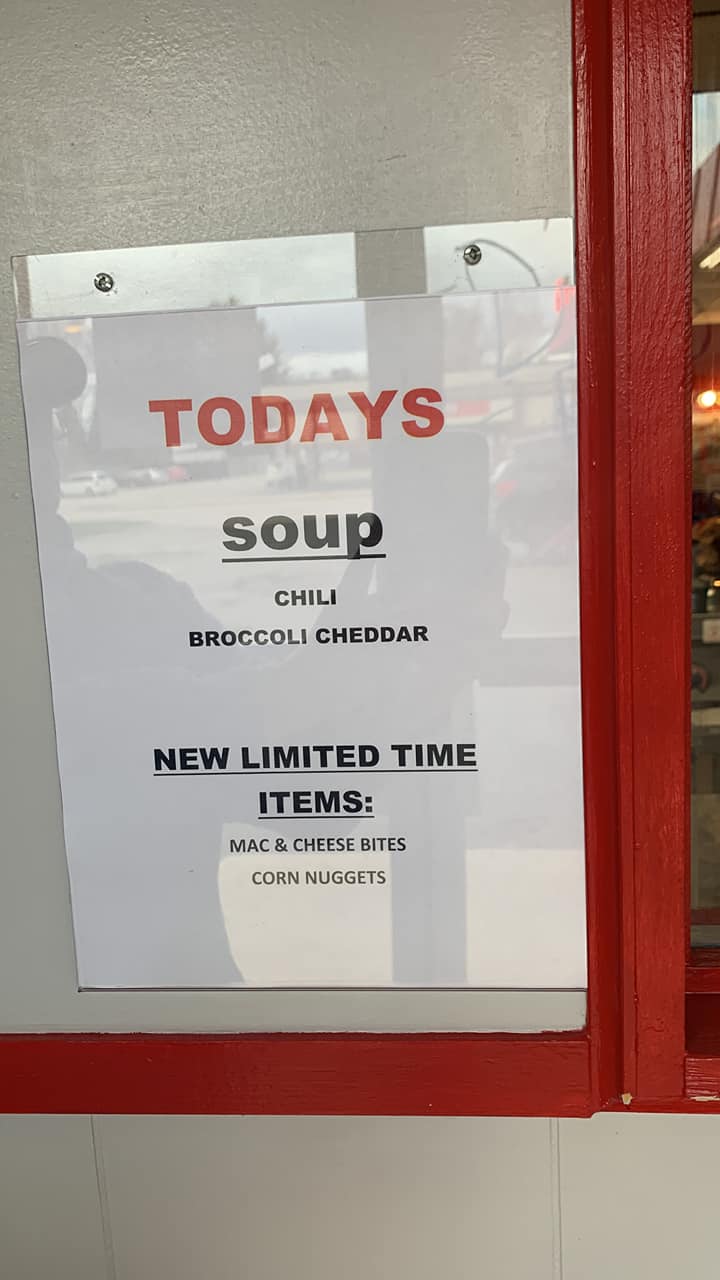 TODAYS
soup
CHILI
BROCCOLI CHEDDAR
NEW LIMITED TIME
ITEMS:
MAC & CHEESE BITES
CORN NUGGETS